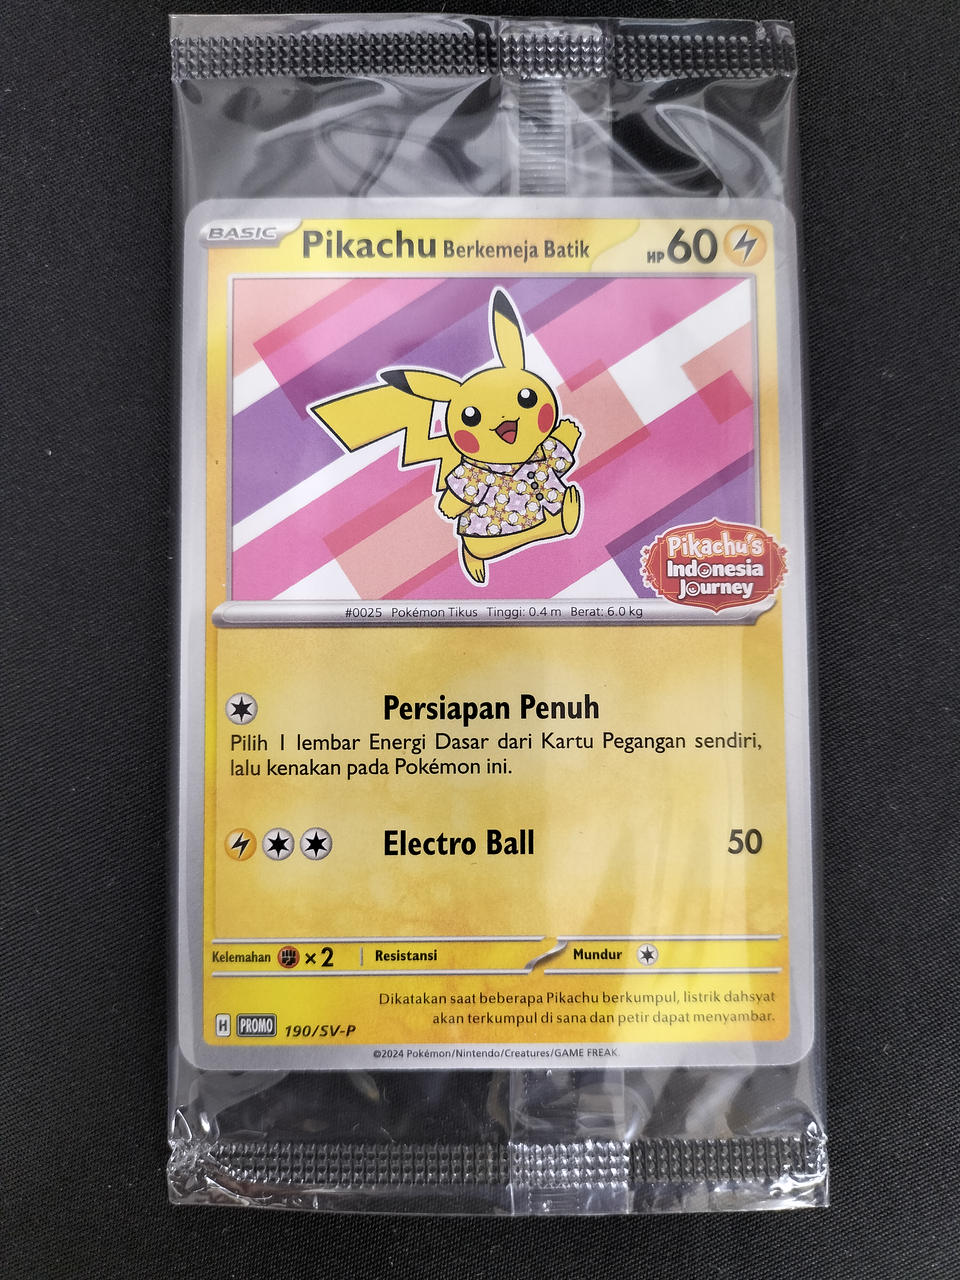 BASIC
Pikachu Berkemeja Batik HP 60
Pikachu's
Indonesia
Journey
#0025 Pokémon Tikus Tinggi: 0.4 m Berat: 6.0 kg
Persiapan Penuh
Pilih 1 lembar Energi Dasar dari Kartu Pegangan sendiri,
lalu kenakan pada Pokémon ini.
Electro Ball 50
Kelemahan ×2 Resistansi Mundur
Dikatakan saat beberapa Pikachu berkumpul, listrik dahsyat
akan terkumpul di sana dan petir dapat menyambar.
H PROMO 190/SV-P
©2024 Pokémon/Nintendo/Creatures/GAME FREAK.